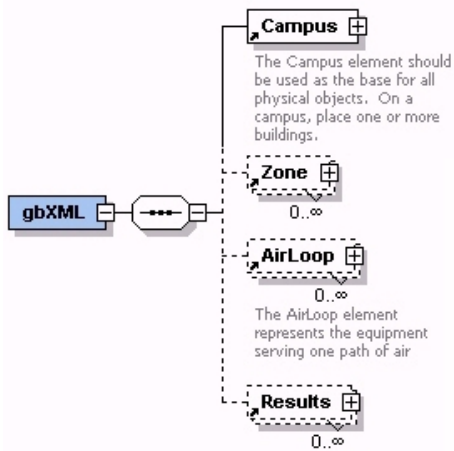 Campus
The Campus element should
be used as the base for all
physical objects.  On a
campus, place one or more
buildings.
Zone
0..∞
gbXML
AirLoop
0..∞
The AirLoop element
represents the equipment
serving one path of air
Results
0..∞